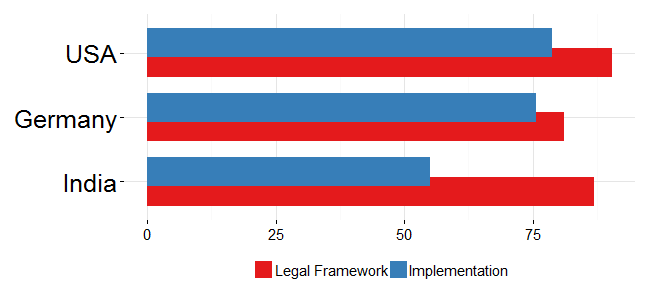 USA
Germany
India
0 25 50 75
Legal Framework Implementation